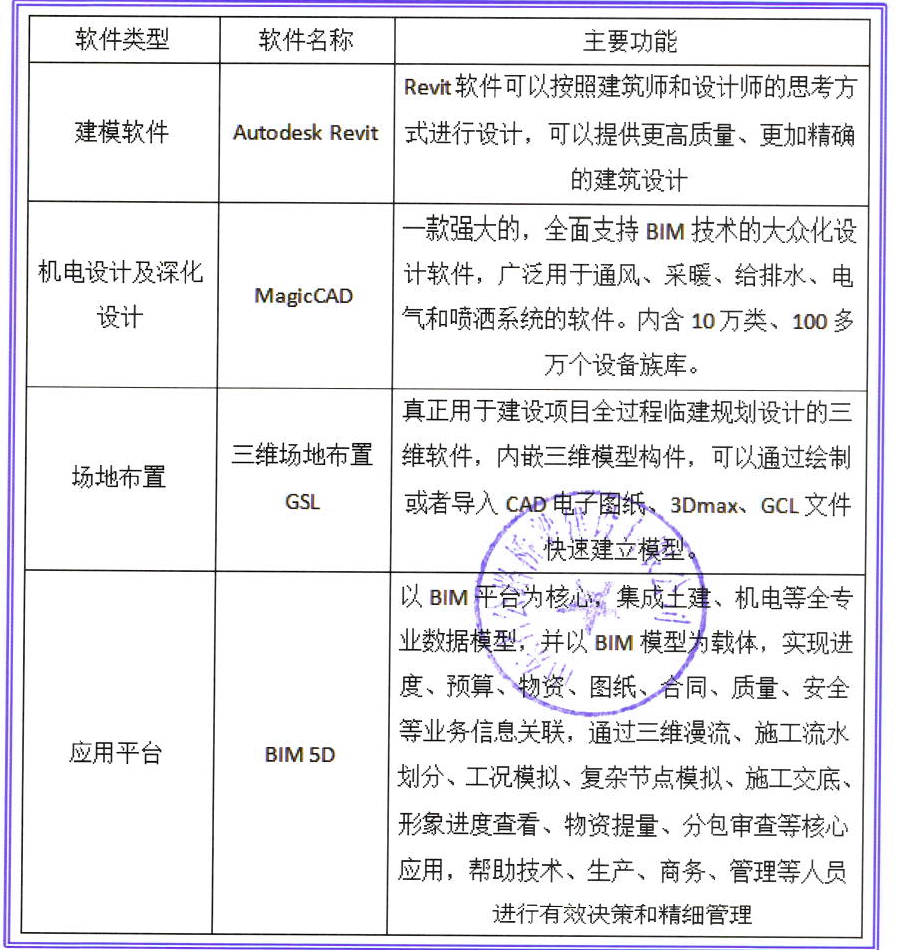 软件类型 软件名称 主要功能
建模软件 Autodesk Revit
Revit 软件可以按照建筑师和设计师的思考方
式进行设计，可以提供更高质量、更加精确
的建筑设计
机电设计及深化
设计
MagicCAD
一款强大的，全面支持 BIM 技术的大众化设
计软件，广泛用于通风、采暖、给排水、电
气和喷洒系统的软件。内含 10 万类、100 多
万个设备族库。
场地布置
三维场地布置
GSL
真正用于建设项目全过程临建规划设计的三
维软件，内嵌三维模型构件，可以通过绘制
或者导入 CAD 电子图纸、3Dmax、GCL 文件
快速建立模型。
应用平台
BIM 5D
以 BIM 平台为核心，集成土建、机电等全专
业数据模型，并以 BIM 模型为载体，实现进
度、预算、物资、图纸、合同、质量、安全
等业务信息关联，通过三维漫流、施工流水
划分、工况模拟、复杂节点模拟、施工交底、
形象进度查看、物资提量、分包审查等核心
应用，帮助技术、生产、商务、管理等人员
进行有效决策和精细管理